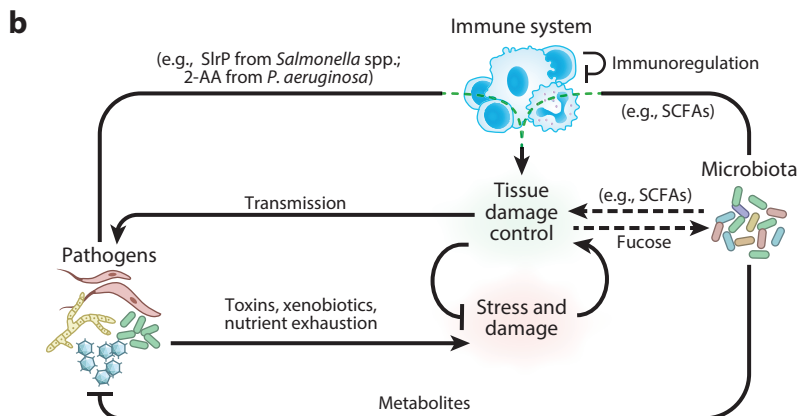 b
Immune system
(e.g., SlrP from Salmonella spp.;
2-AA from P. aeruginosa)
Immunoregulation
(e.g., SCFAs)
Microbiota
Transmission
Tissue
damage
control
(e.g., SCFAs)
Fucose
Pathogens
Toxins, xenobiotics,
nutrient exhaustion
Stress and
damage
Metabolites